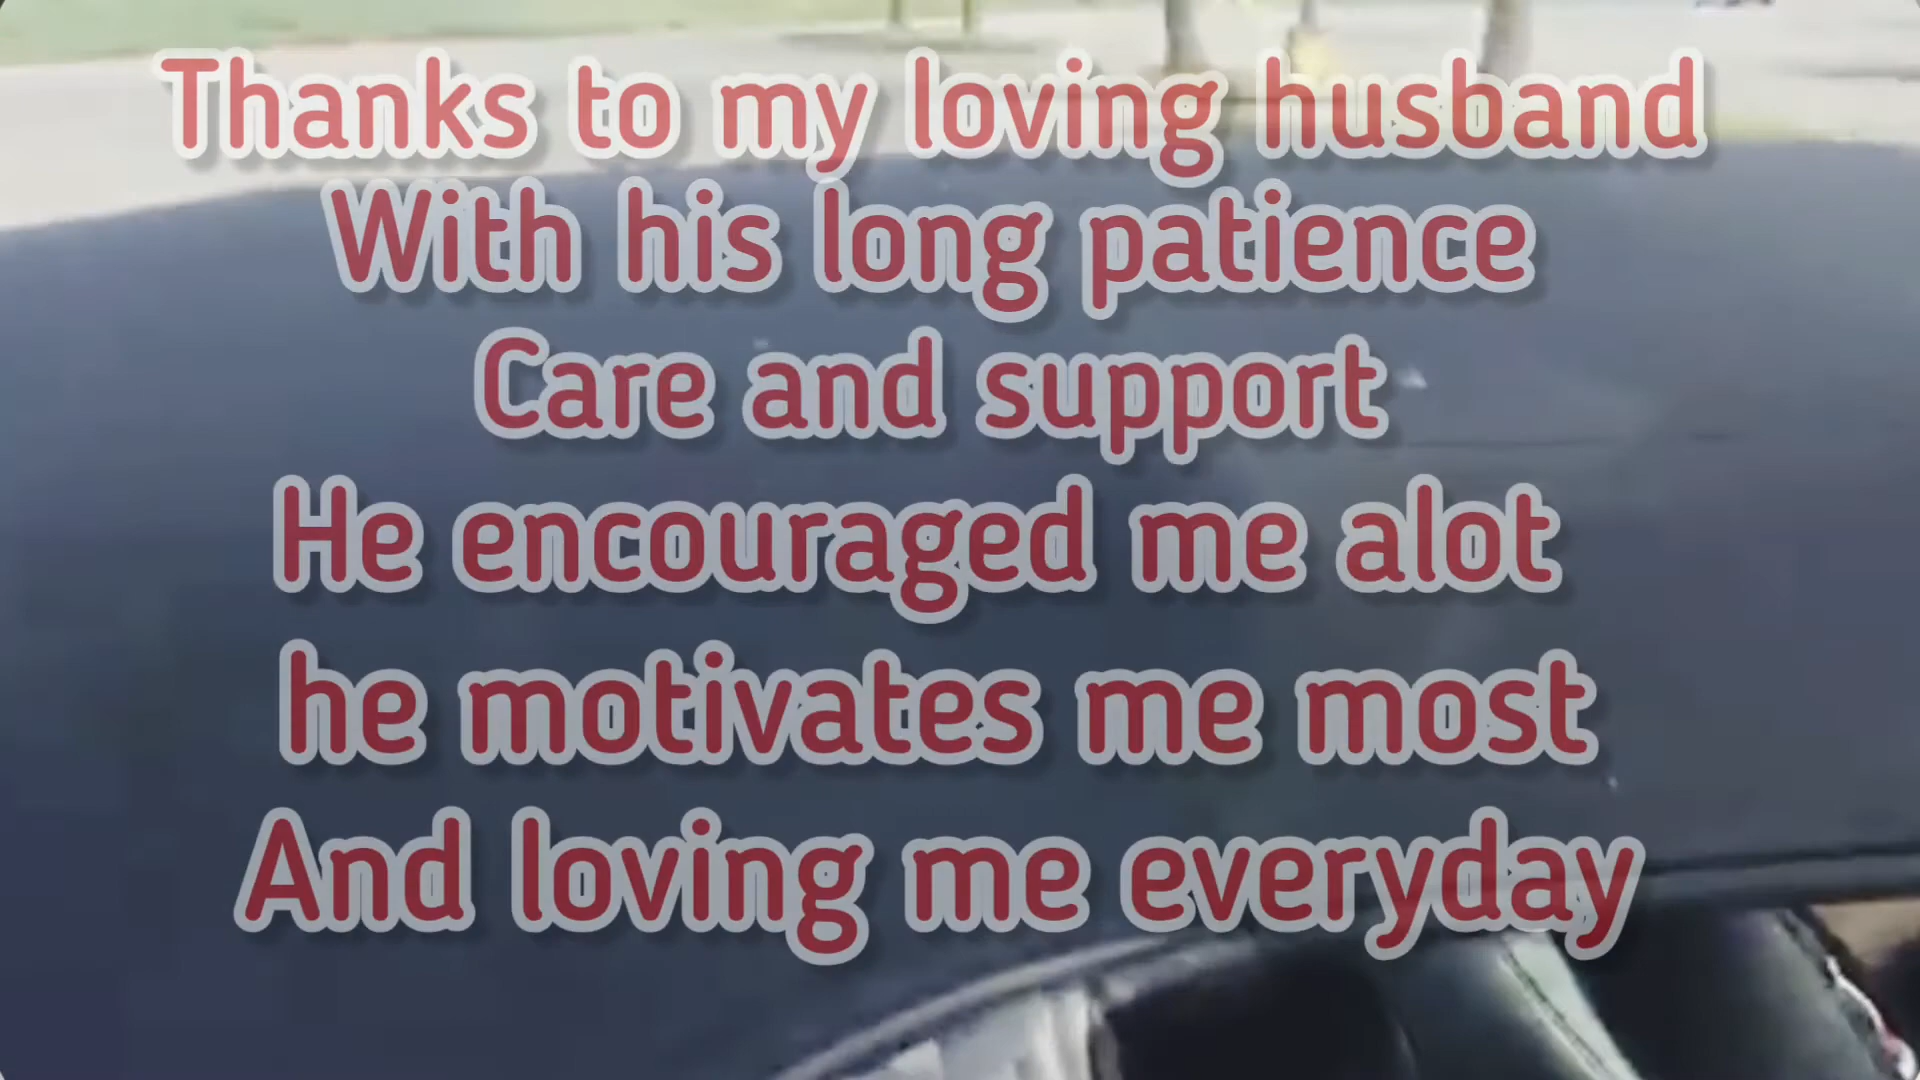 Thanks to my loving husband
With his long patience
Care and support
He encouraged me alot
he motivates me most
And loving me everyday